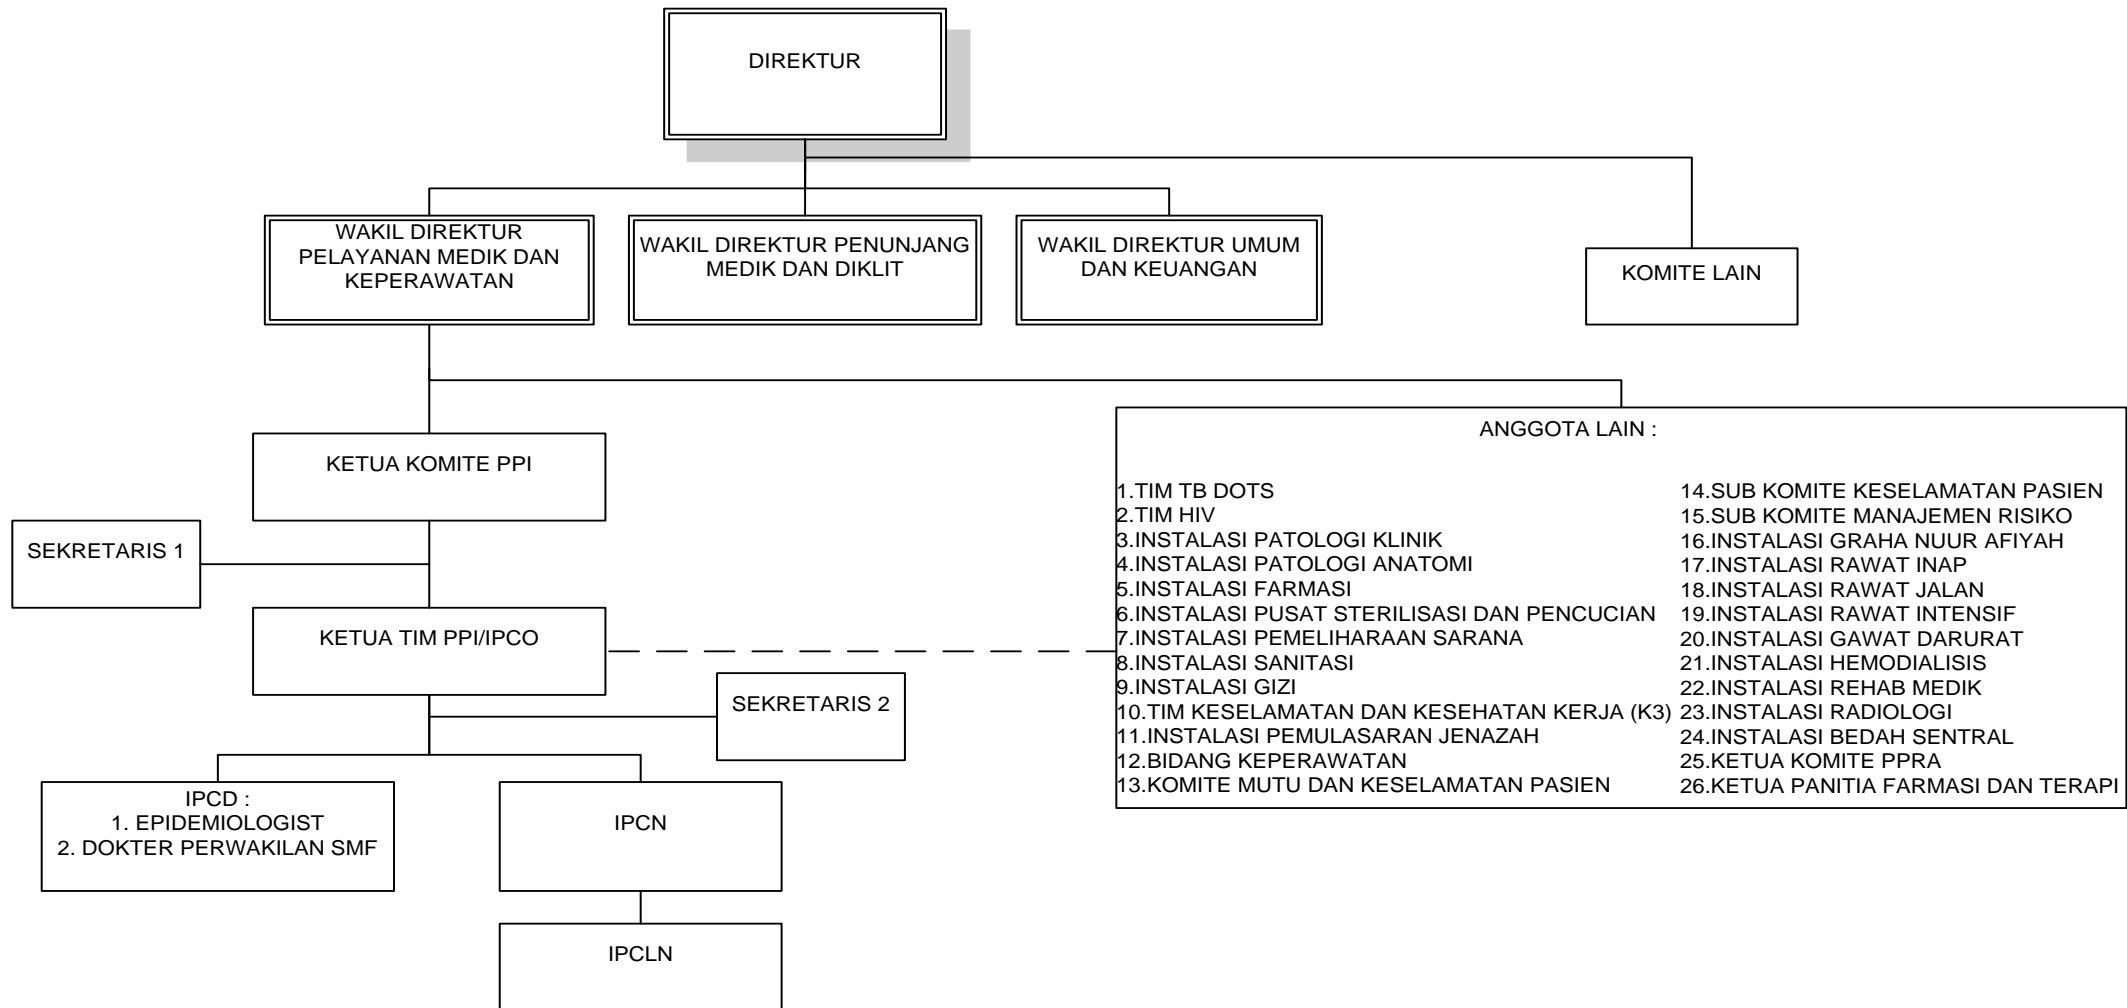 DIREKTUR
WAKIL DIREKTUR
PELAYANAN MEDIK DAN
KEPERAWATAN
WAKIL DIREKTUR PENUNJANG
MEDIK DAN DIKLIT
WAKIL DIREKTUR UMUM
DAN KEUANGAN
KOMITE LAIN
KETUA KOMITE PPI
SEKRETARIS 1
KETUA TIM PPI/IPCO
SEKRETARIS 2
IPCD :
1. EPIDEMIOLOGIST
2. DOKTER PERWAKILAN SMF
IPCN
IPCLN
ANGGOTA LAIN :
1.TIM TB DOTS
2.TIM HIV
3.INSTALASI PATOLOGI KLINIK
4.INSTALASI PATOLOGI ANATOMI
5.INSTALASI FARMASI
6.INSTALASI PUSAT STERILISASI DAN PENCUCIAN
7.INSTALASI PEMELIHARAAN SARANA
8.INSTALASI SANITASI
9.INSTALASI GIZI
10.TIM KESELAMATAN DAN KESEHATAN KERJA (K3)
11.INSTALASI PEMULASARAN JENAZAH
12.BIDANG KEPERAWATAN
13.KOMITE MUTU DAN KESELAMATAN PASIEN
14.SUB KOMITE KESELAMATAN PASIEN
15.SUB KOMITE MANAJEMEN RISIKO
16.INSTALASI GRAHA NUUR AFIYAH
17.INSTALASI RAWAT INAP
18.INSTALASI RAWAT JALAN
19.INSTALASI RAWAT INTENSIF
20.INSTALASI GAWAT DARURAT
21.INSTALASI HEMODIALISIS
22.INSTALASI REHAB MEDIK
23.INSTALASI RADIOLOGI
24.INSTALASI BEDAH SENTRAL
25.KETUA KOMITE PPRA
26.KETUA PANITIA FARMASI DAN TERAPI